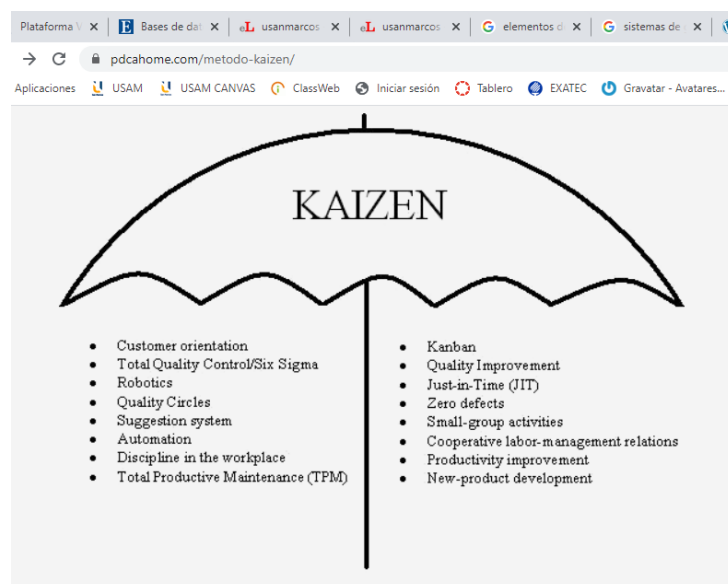 Plataforma V
Bases de dat
usanmarcos
usanmarcos
elementos d
sistemas de
pdcahome.com/metodo-kaizen/
Aplicaciones USAM USAM CANVAS ClassWeb Iniciar sesión Tablero EXATEC Gravatar - Avatares...
KAIZEN
• Customer orientation
• Total Quality Control/Six Sigma
• Robotics
• Quality Circles
• Suggestion system
• Automation
• Discipline in the workplace
• Total Productive Maintenance (TPM)
• Kanban
• Quality Improvement
• Just-in-Time (JIT)
• Zero defects
• Small-group activities
• Cooperative labor-management relations
• Productivity improvement
• New-product development